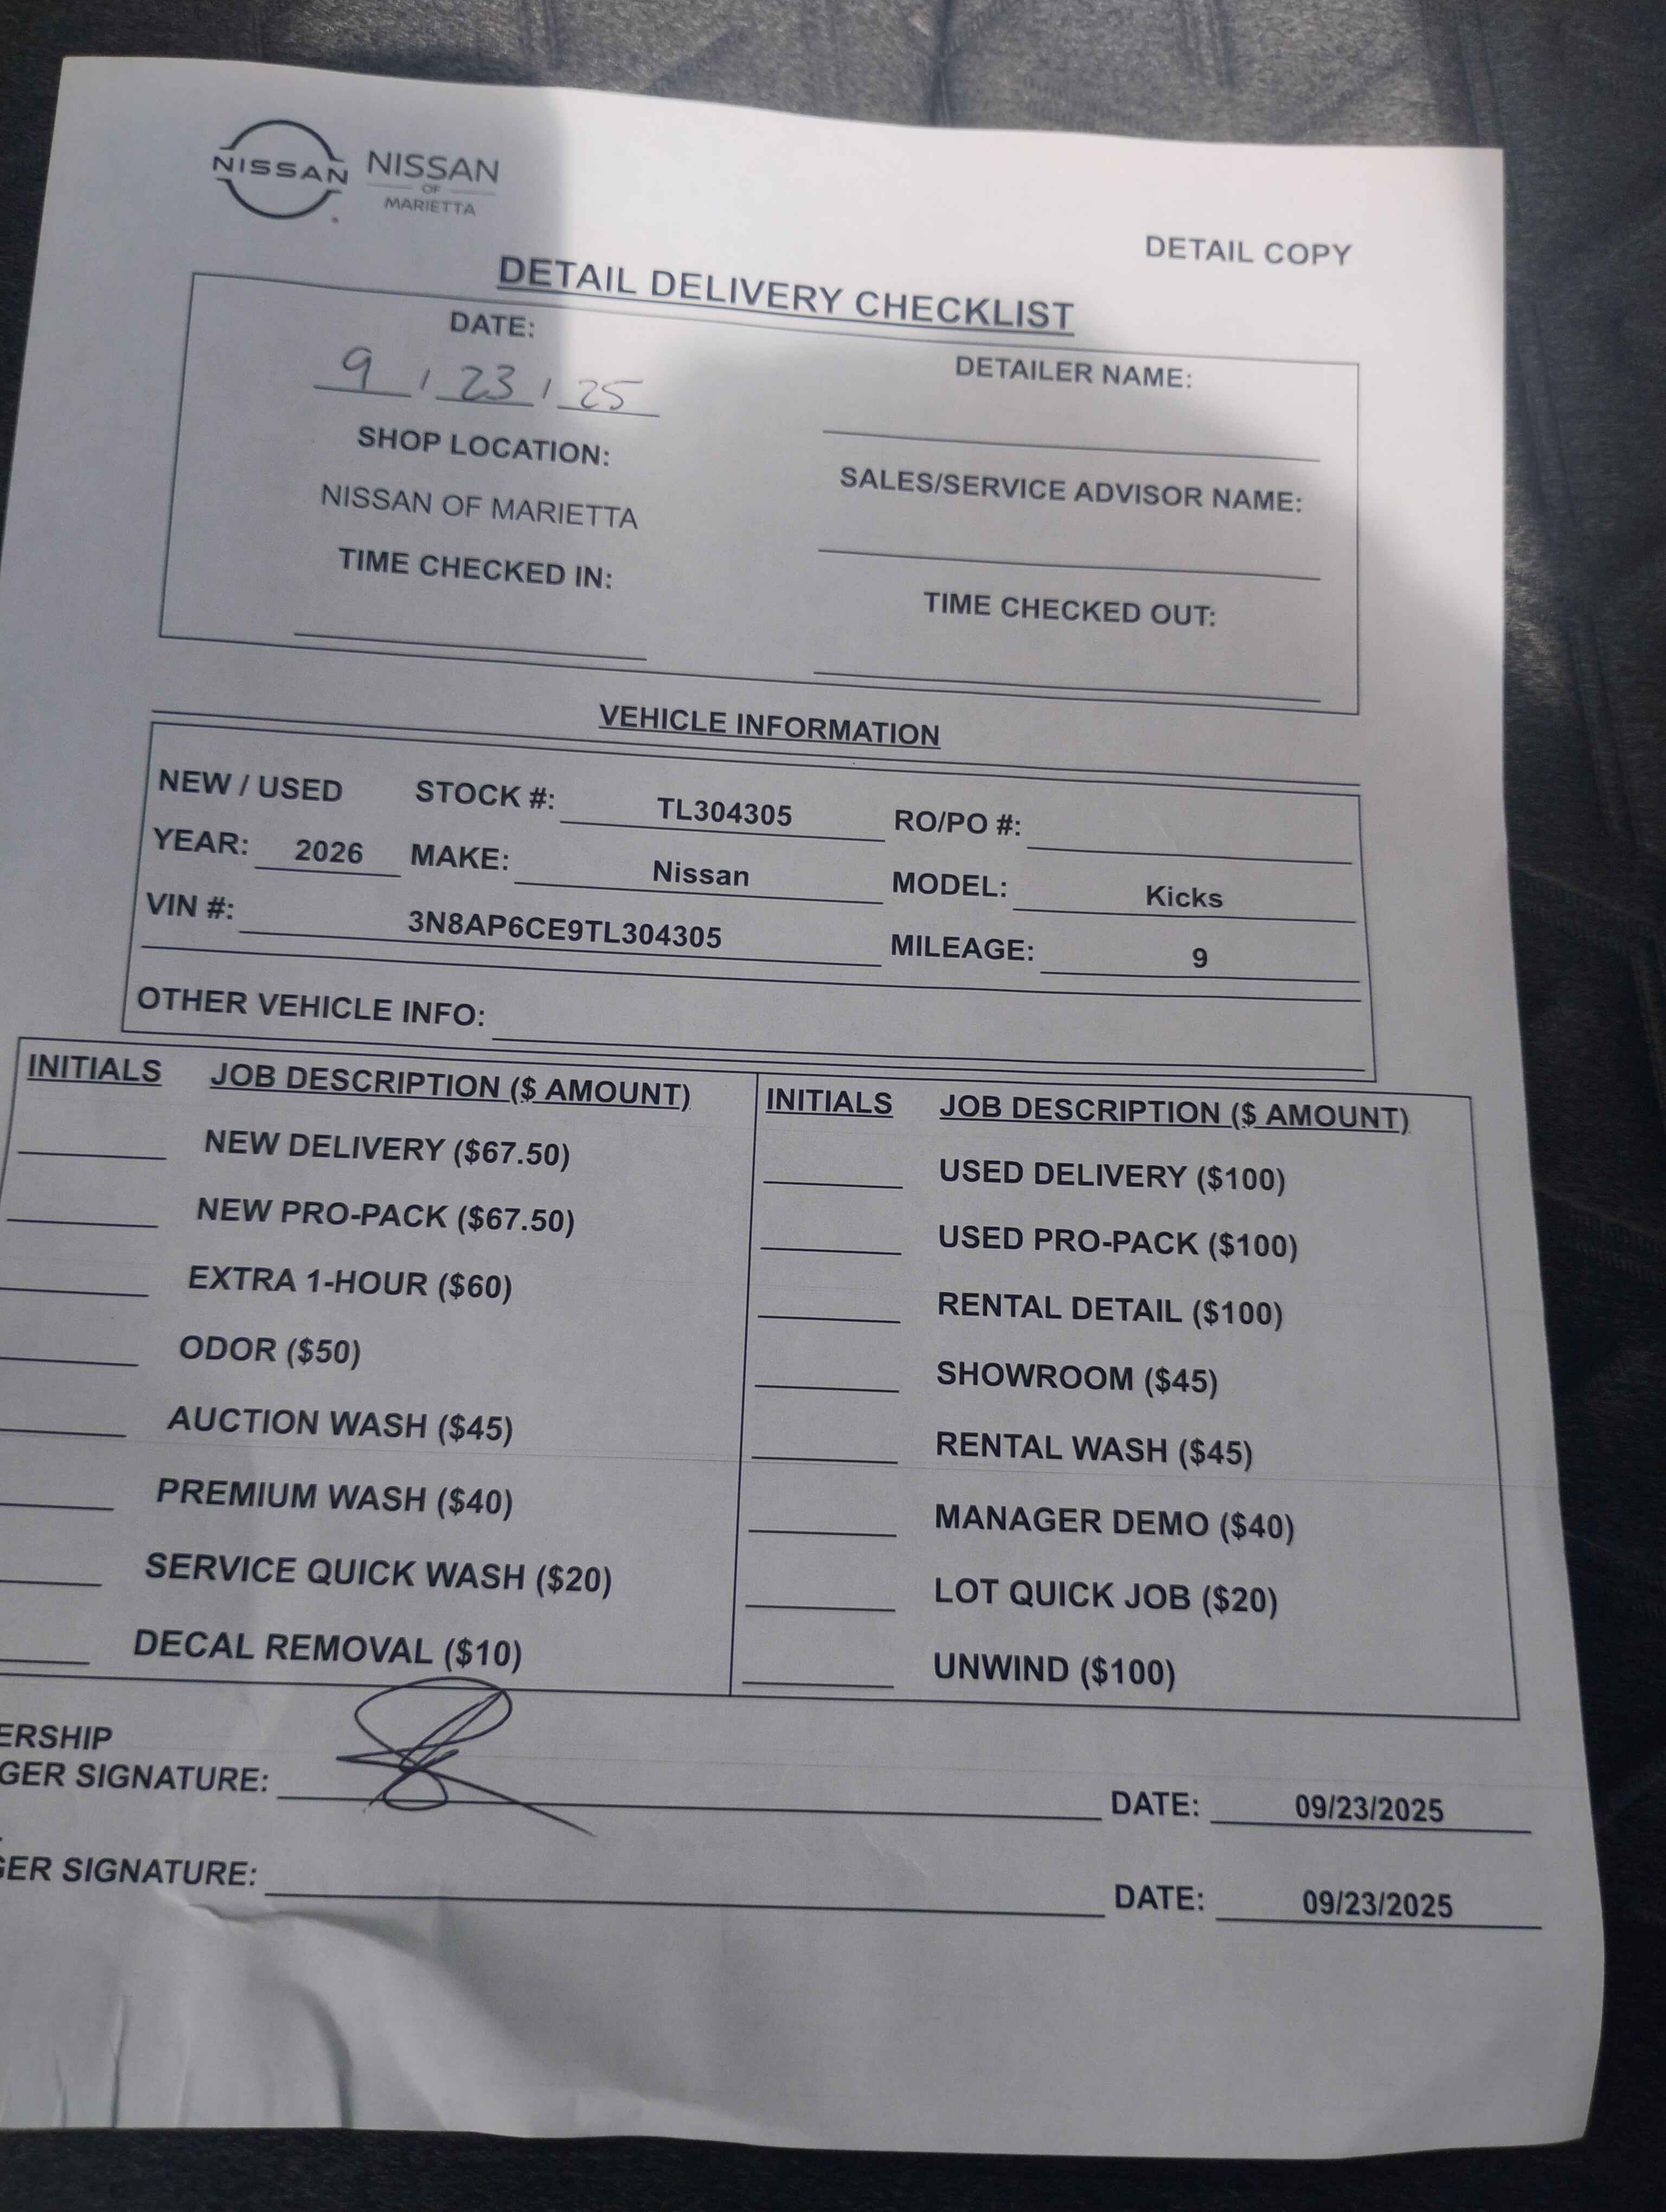 NISSAN NISSAN
OF
MARIETTA
DETAIL COPY
DETAIL DELIVERY CHECKLIST
DATE:
9 / 23 / 25
DETAILER NAME:
SHOP LOCATION:
NISSAN OF MARIETTA
SALES/SERVICE ADVISOR NAME:
TIME CHECKED IN:
TIME CHECKED OUT:
VEHICLE INFORMATION
NEW / USED STOCK #: TL304305 RO/PO #:
YEAR: 2026 MAKE: Nissan MODEL: Kicks
VIN #: 3N8AP6CE9TL304305 MILEAGE: 9
OTHER VEHICLE INFO:
INITIALS JOB DESCRIPTION ($ AMOUNT) INITIALS JOB DESCRIPTION ($ AMOUNT)
NEW DELIVERY ($67.50) USED DELIVERY ($100)
NEW PRO-PACK ($67.50) USED PRO-PACK ($100)
EXTRA 1-HOUR ($60) RENTAL DETAIL ($100)
ODOR ($50) SHOWROOM ($45)
AUCTION WASH ($45) RENTAL WASH ($45)
PREMIUM WASH ($40) MANAGER DEMO ($40)
SERVICE QUICK WASH ($20) LOT QUICK JOB ($20)
DECAL REMOVAL ($10) UNWIND ($100)
ERSHIP
GER SIGNATURE: DATE: 09/23/2025
GER SIGNATURE: DATE: 09/23/2025